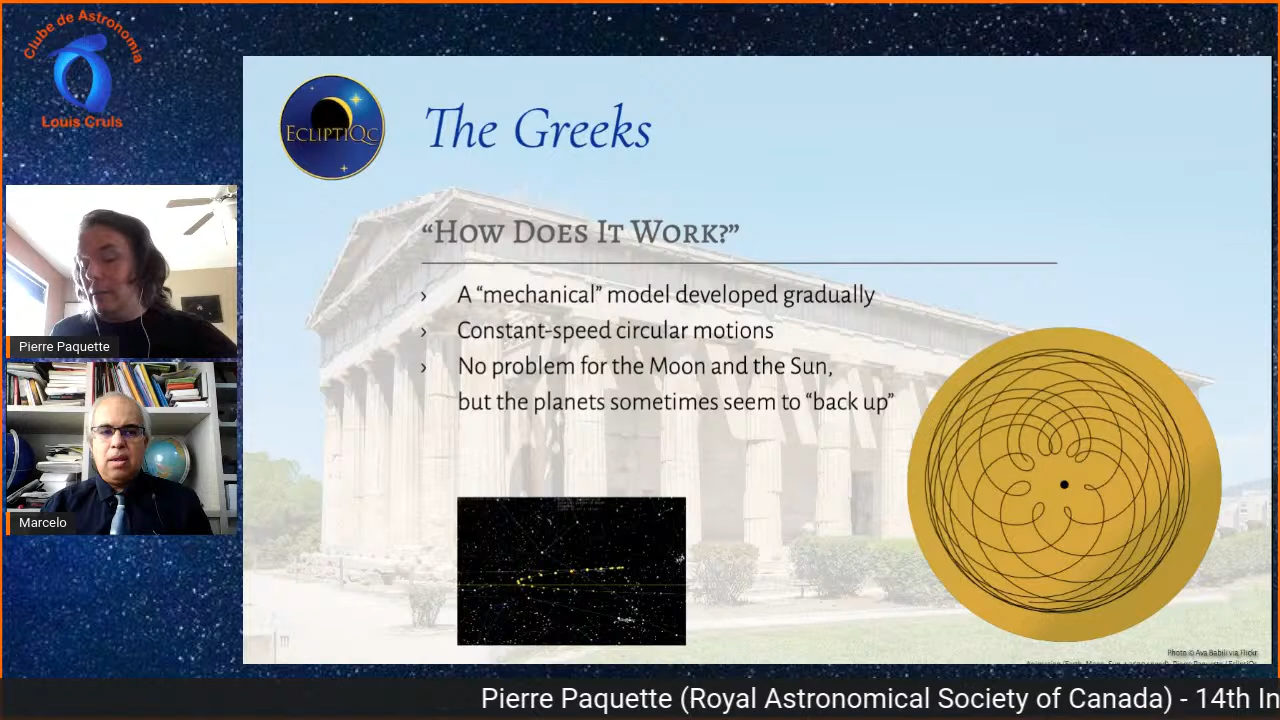 Clube de Astronomia
Louis Cruls
ECLIPTIQC
The Greeks
“HOW DOES IT WORK?”
› A “mechanical” model developed gradually
› Constant-speed circular motions
› No problem for the Moon and the Sun,
but the planets sometimes seem to “back up”
Pierre Paquette
Marcelo
Photo © Ava Babili via Flickr
Pierre Paquette (Royal Astronomical Society of Canada) - 14th In